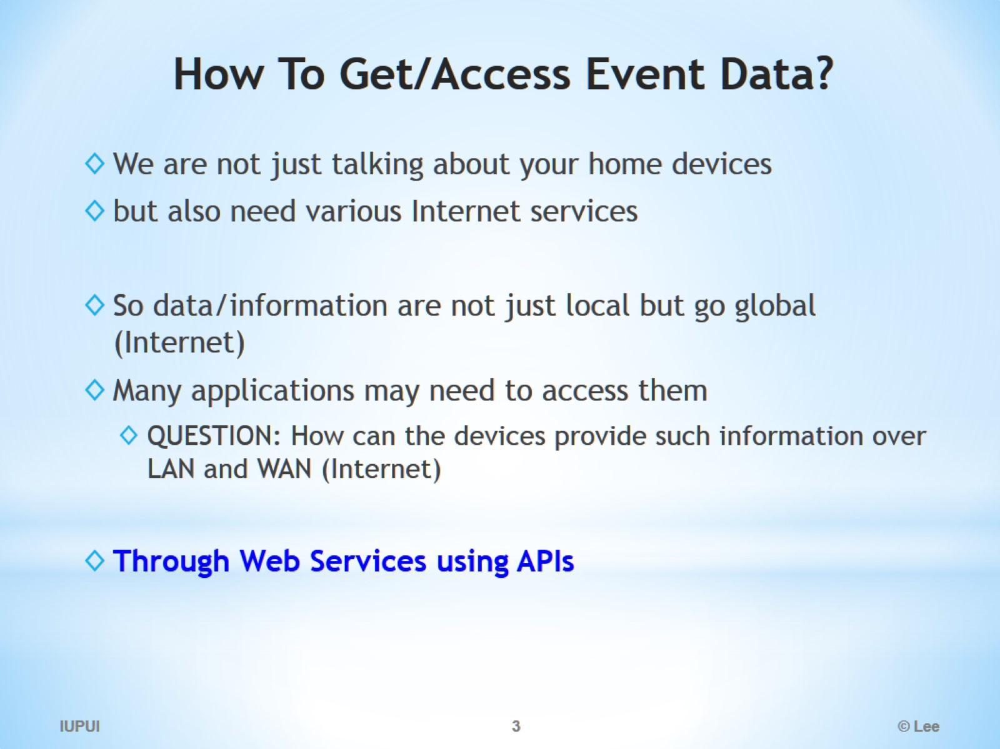 How To Get/Access Event Data?
We are not just talking about your home devices
but also need various Internet services
So data/information are not just local but go global
(Internet)
Many applications may need to access them
QUESTION: How can the devices provide such information over
LAN and WAN (Internet)
Through Web Services using APIs
IUPUI
3
© Lee